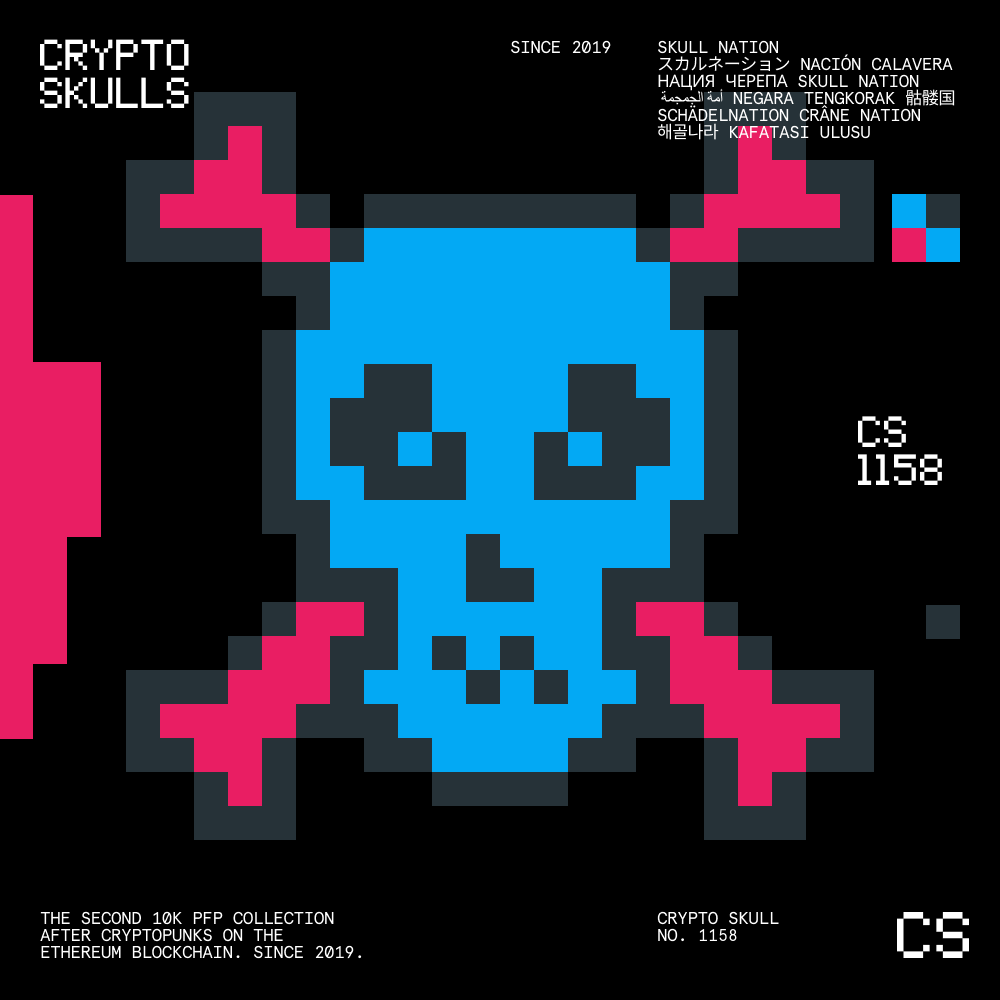 CRYPTO
SKULLS
SINCE 2019
SKULL NATION
スカルネーション NACIÓN CALAVERA
НАЦИЯ ЧЕРЕПА SKULL NATION
أمة الجمجمة NEGARA TENGKORAK 骷髅国
SCHÄDELNATION CRÂNE NATION
해골나라 KAFATASI ULUSU
CS
1158
THE SECOND 10K PFP COLLECTION
AFTER CRYPTOPUNKS ON THE
ETHEREUM BLOCKCHAIN. SINCE 2019.
CRYPTO SKULL
NO. 1158
CS